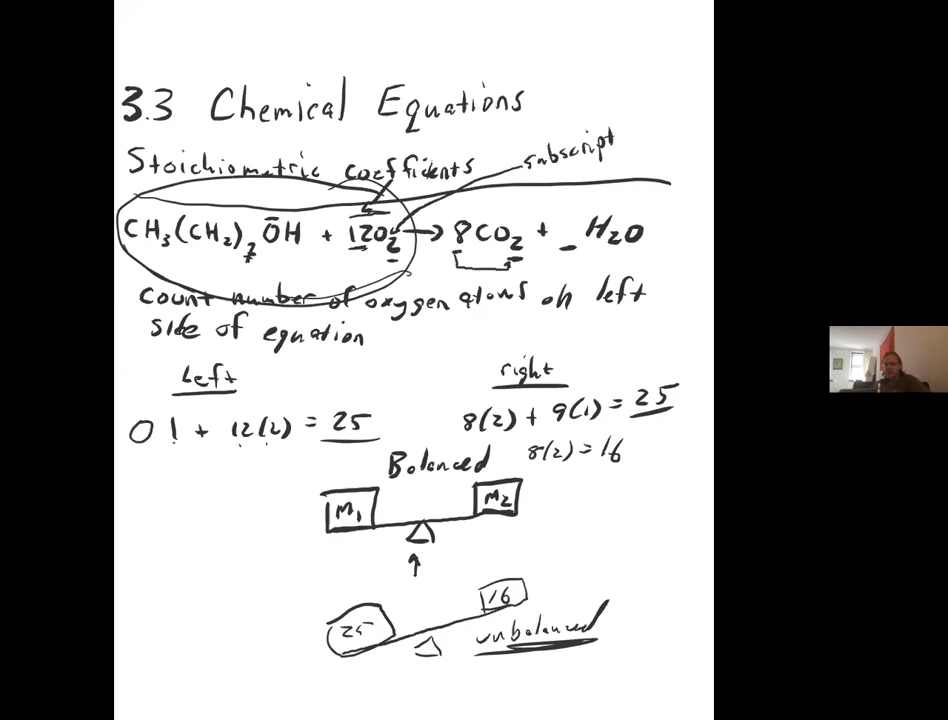 3.3 Chemical Equations
Stoichiometric coefficients
subscript
CH₃(CH₂)₇ŌH + 12O₂ → 8CO₂ + _ H₂O
count number of oxygen atoms on left
side of equation
Left
right
O 1 + 12(2) = 25
8(2) + 9(1) = 25
8(2) = 16
Balanced
M₁
M₂
16
25
unbalanced